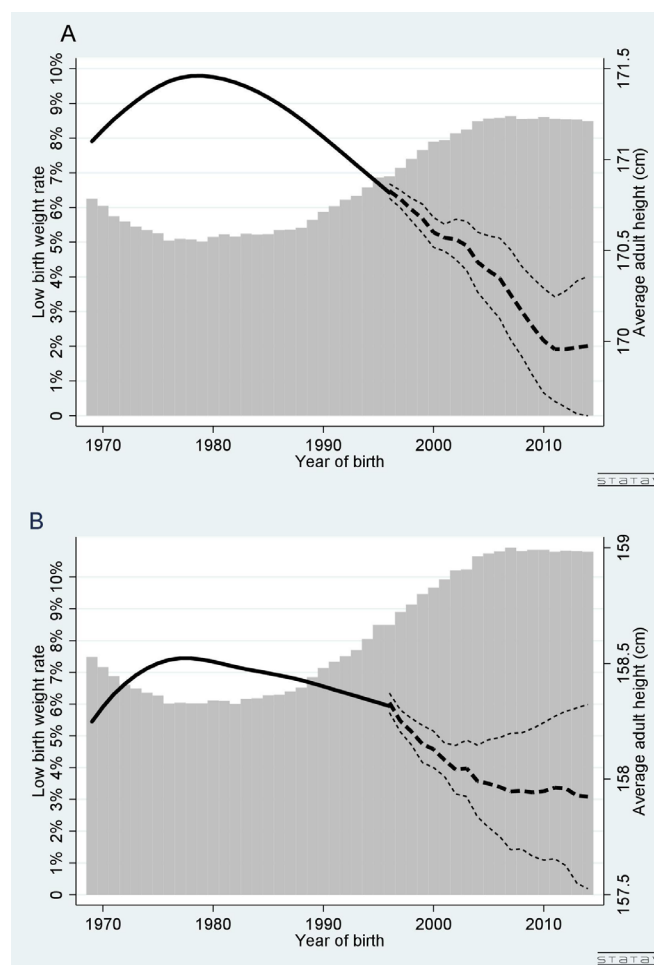 A
Low birth weight rate
0 1% 2% 3% 4% 5% 6% 7% 8% 9% 10%
Average adult height (cm)
170 170.5 171 171.5
1970 1980 1990 2000 2010
Year of birth
B
Low birth weight rate
0 1% 2% 3% 4% 5% 6% 7% 8% 9% 10%
Average adult height (cm)
157.5 158 158.5 159
1970 1980 1990 2000 2010
Year of birth